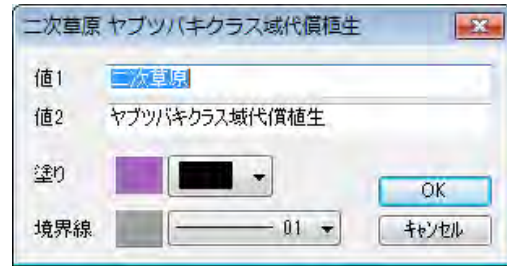 二次草原 ヤブツバキクラス域代償植生
値1 二次草原
値2 ヤブツバキクラス域代償植生
塗り
OK
境界線 01 キャンセル